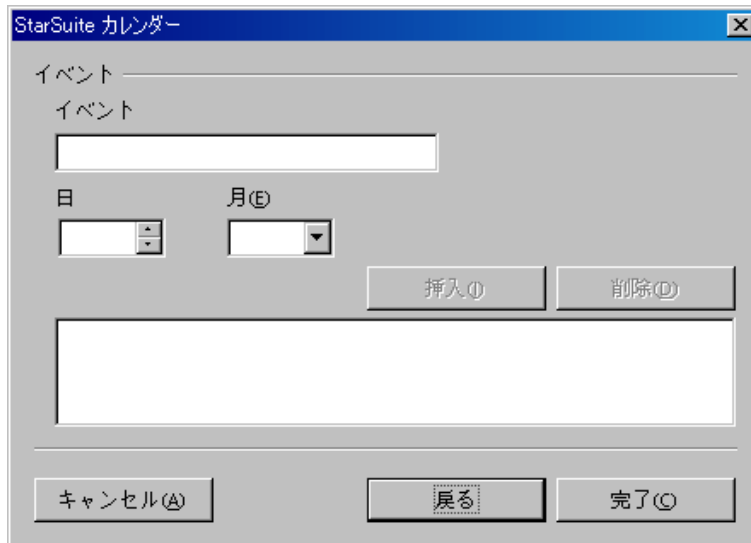 StarSuite カレンダー
イベント
イベント
日 月(E)
挿入(I) 削除(D)
キャンセル(A) 戻る 完了(C)